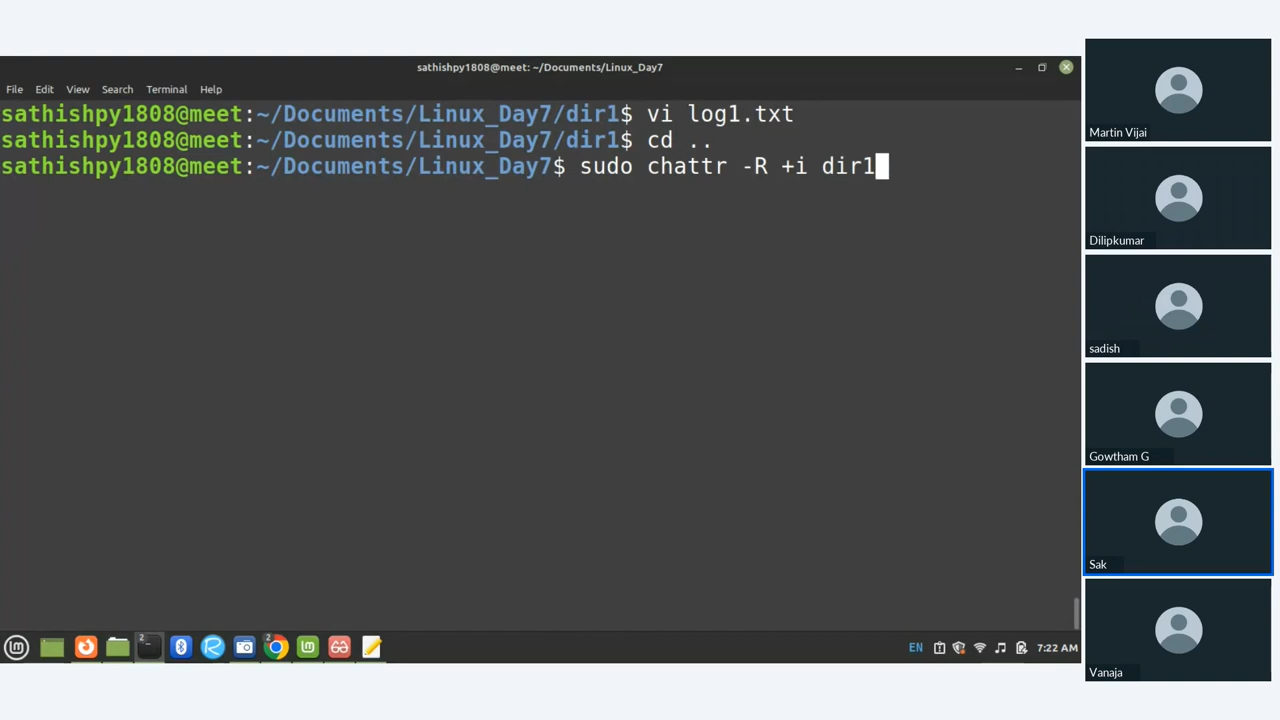 sathishpy1808@meet: ~/Documents/Linux_Day7
File Edit View Search Terminal Help
sathishpy1808@meet:~/Documents/Linux_Day7/dir1$ vi log1.txt
sathishpy1808@meet:~/Documents/Linux_Day7/dir1$ cd ..
sathishpy1808@meet:~/Documents/Linux_Day7$ sudo chattr -R +i dir1
2
2
EN
7:22 AM
Martin Vijai
Dilipkumar
sadish
Gowtham G
Sak
Vanaja